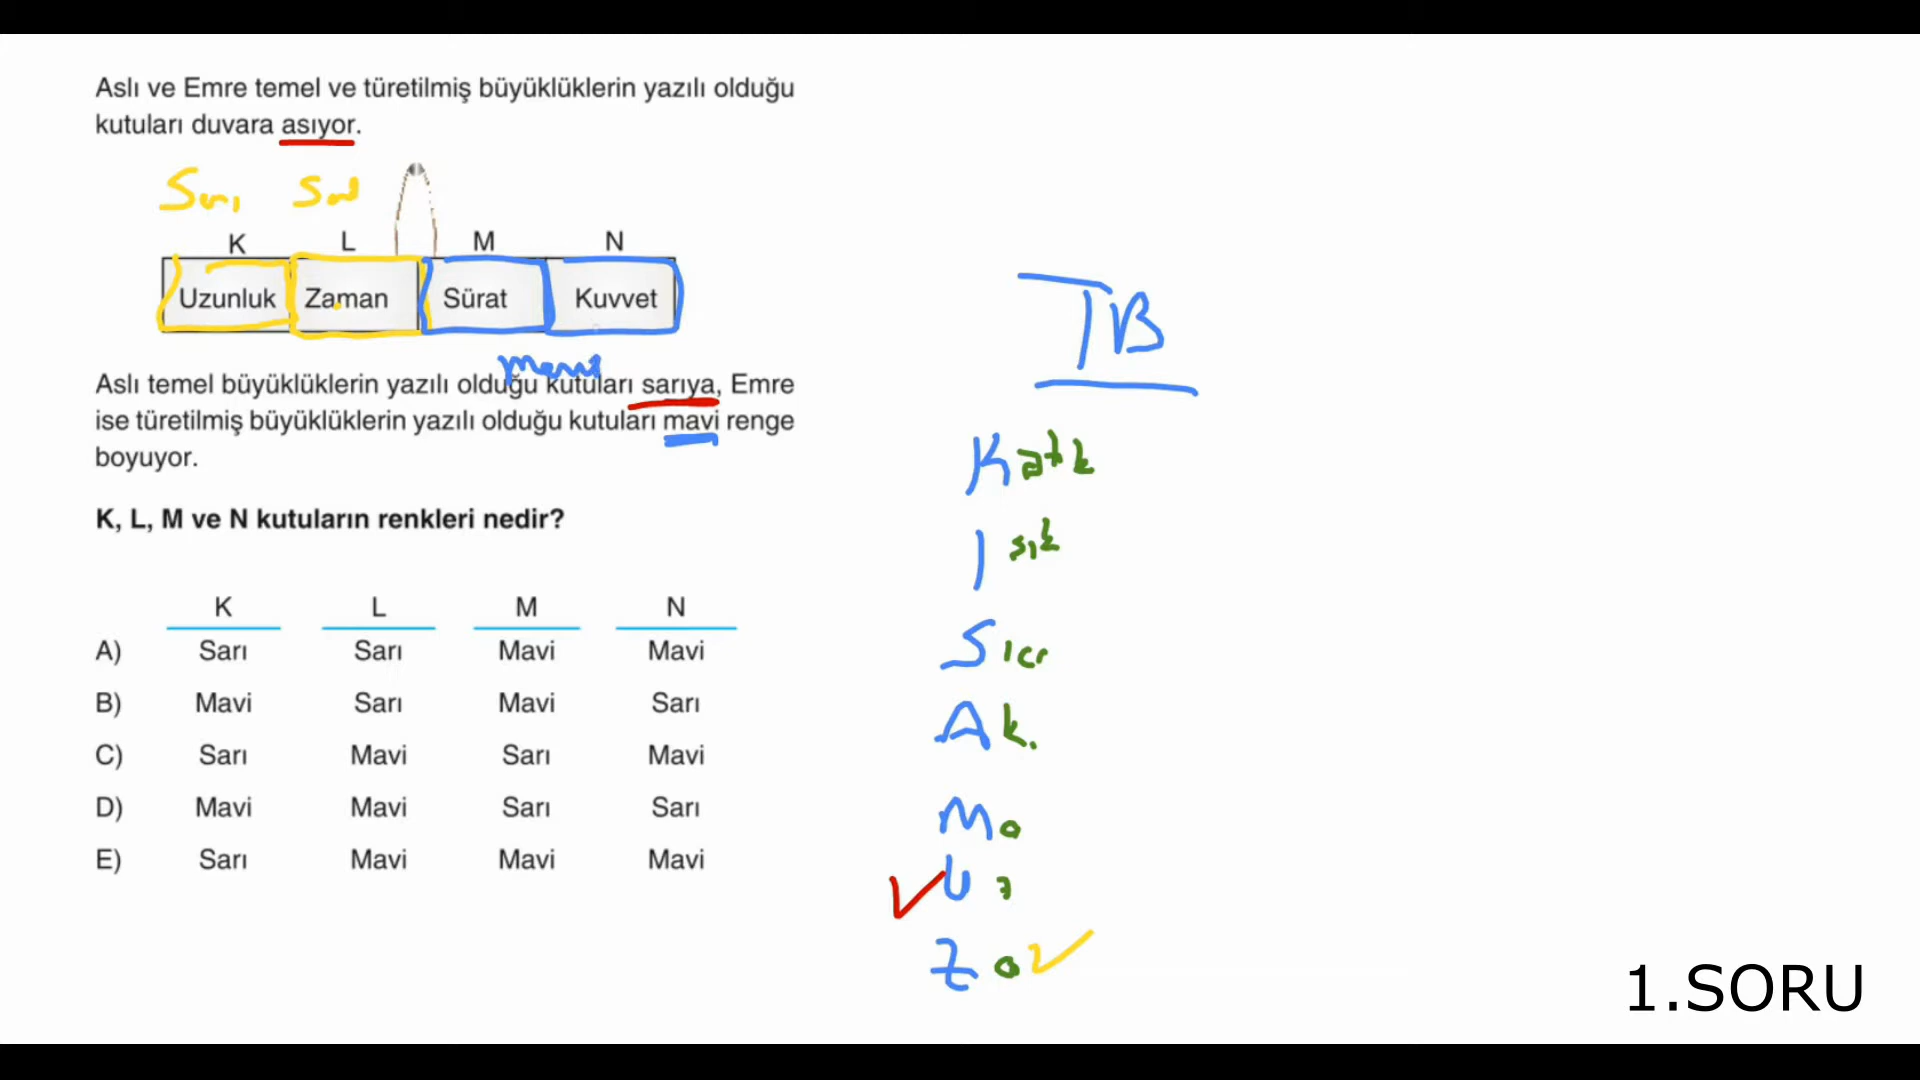 Aslı ve Emre temel ve türetilmiş büyüklüklerin yazılı olduğu
kutuları duvara asıyor.
Sarı
K L M N
Uzunluk Zaman Sürat Kuvvet
mavi
Aslı temel büyüklüklerin yazılı olduğu kutuları sarıya, Emre
ise türetilmiş büyüklüklerin yazılı olduğu kutuları mavi renge
boyuyor.
K, L, M ve N kutuların renkleri nedir?
K L M N
A) Sarı Sarı Mavi Mavi
B) Mavi Sarı Mavi Sarı
C) Sarı Mavi Sarı Mavi
D) Mavi Mavi Sarı Sarı
E) Sarı Mavi Mavi Mavi
TB
K
I
S
Ak.
M
U
Z
1.SORU